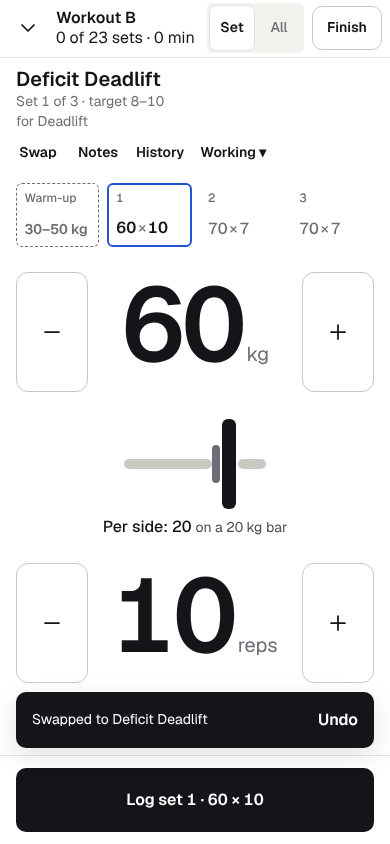 Workout B
0 of 23 sets · 0 min
Set
All
Finish
Deficit Deadlift
Set 1 of 3 · target 8–10
for Deadlift
Swap
Notes
History
Working ▾
Warm-up
30–50 kg
1
60 × 10
2
70 × 7
3
70 × 7
−
60 kg
+
Per side: 20 on a 20 kg bar
−
10 reps
+
Swapped to Deficit Deadlift
Undo
Log set 1 · 60 × 10